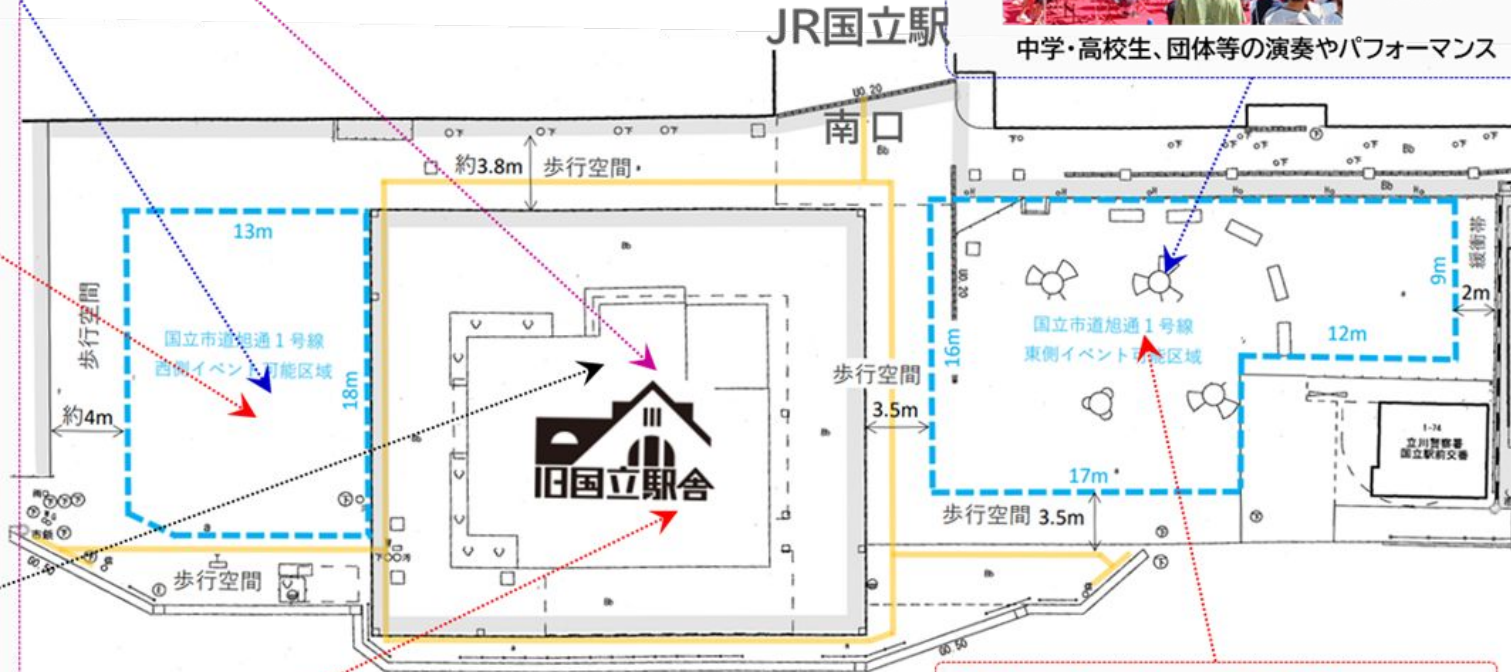 JR国立駅
南口
中学・高校生、団体等の演奏やパフォーマンス
U0.20
約3.8m 歩行空間
13m
国立市道旭通1号線
西側イベント可能区域
18m
歩行空間
約4m
歩行空間
旧国立駅舎
歩行空間
3.5m
U0.20
16m
国立市道旭通1号線
東側イベント可能区域
9m
緩衝帯
2m
12m
17m
歩行空間 3.5m
1-74
立川警察署
国立駅前交番